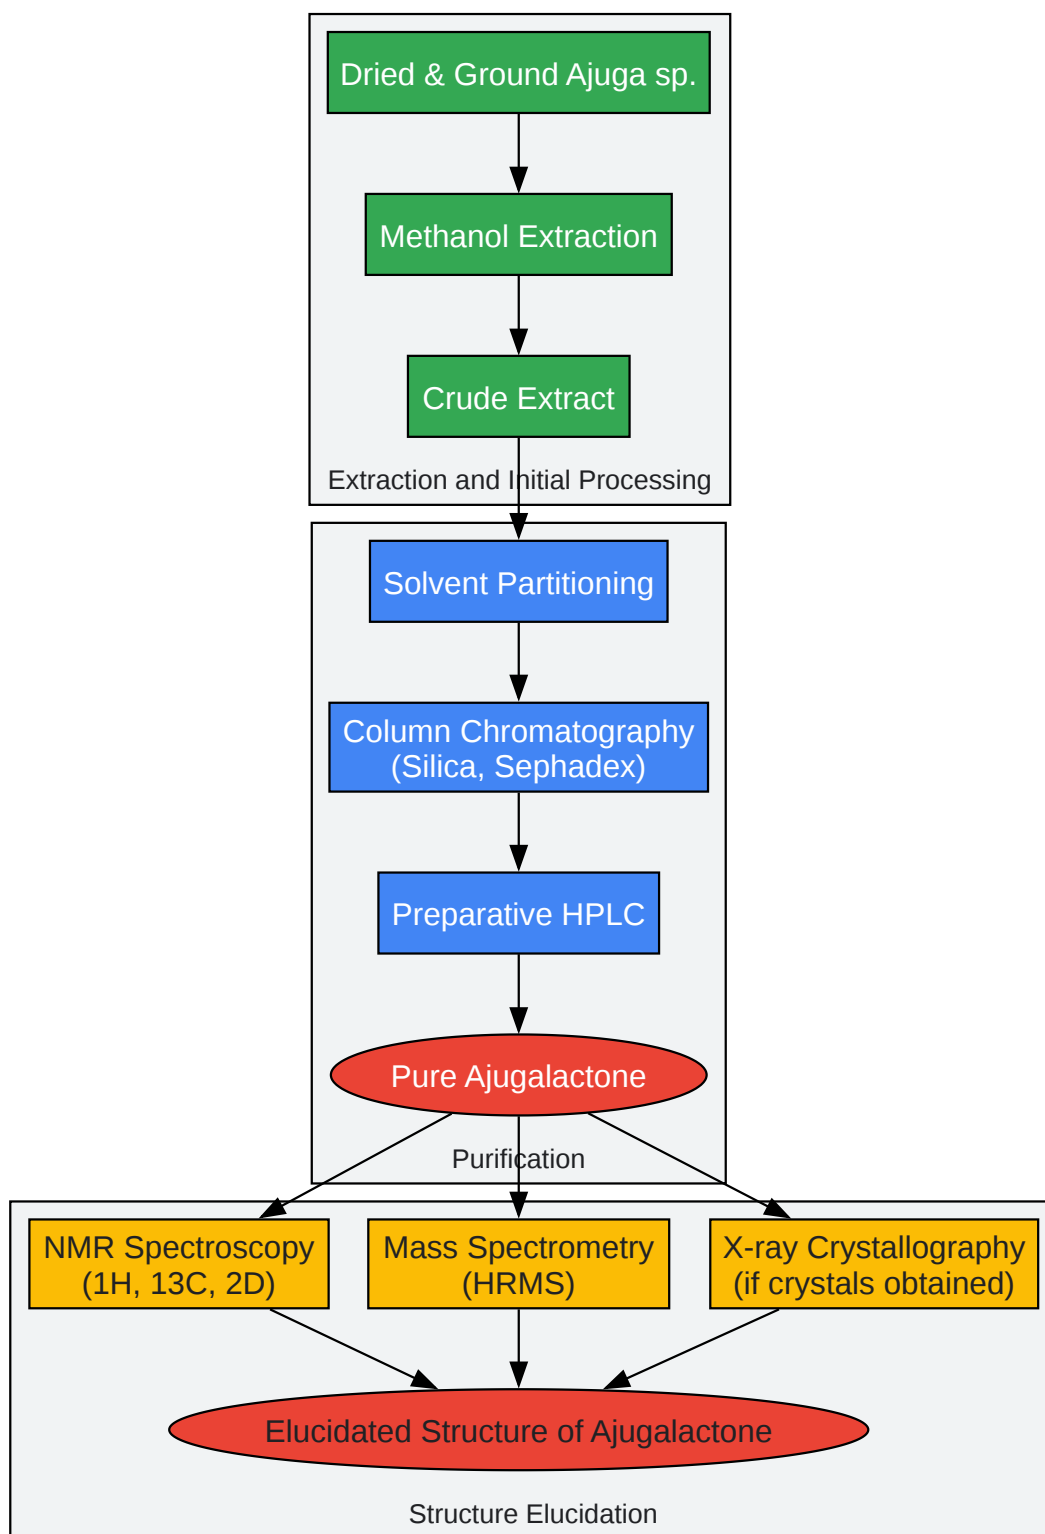 Dried & Ground Ajuga sp.
Methanol Extraction
Crude Extract
Extraction and Initial Processing
Solvent Partitioning
Column Chromatography
(Silica, Sephadex)
Preparative HPLC
Pure Ajugalactone
Purification
NMR Spectroscopy
(1H, 13C, 2D)
Mass Spectrometry
(HRMS)
X-ray Crystallography
(if crystals obtained)
Elucidated Structure of Ajugalactone
Structure Elucidation